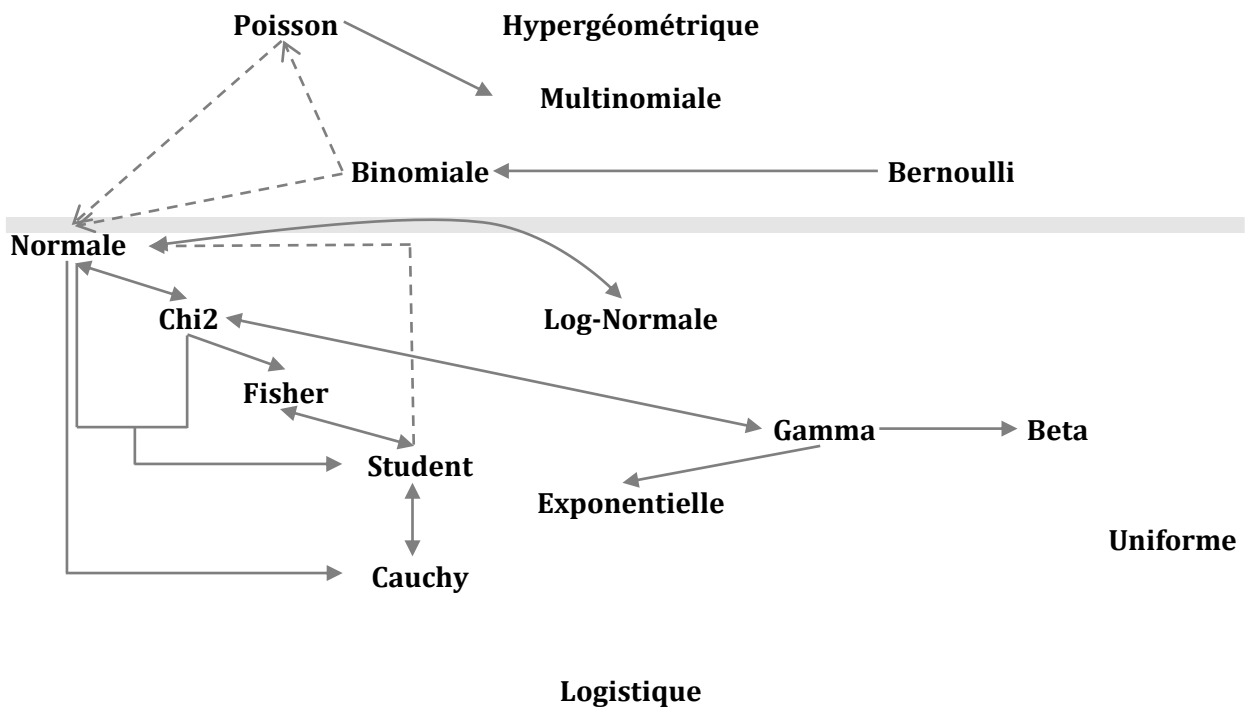 Poisson
Hypergéométrique
Multinomiale
Binomiale
Bernoulli
Normale
Chi2
Log-Normale
Fisher
Gamma
Beta
Student
Exponentielle
Uniforme
Cauchy
Logistique